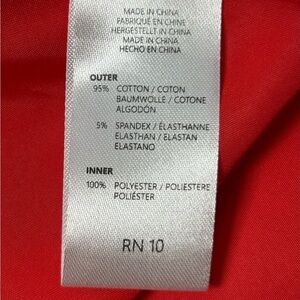 MADE IN CHINA
FABRIQUÉ EN CHINE
HERGESTELLT IN CHINA
MADE IN CHINA
HECHO EN CHINA
OUTER
95% COTTON / COTON
BAUMWOLLE / COTONE
ALGODÓN
5% SPANDEX / ÉLASTHANNE
ELASTHAN / ELASTAN
ELASTANO
INNER
100% POLYESTER / POLIESTERE
POLIÉSTER
RN 10